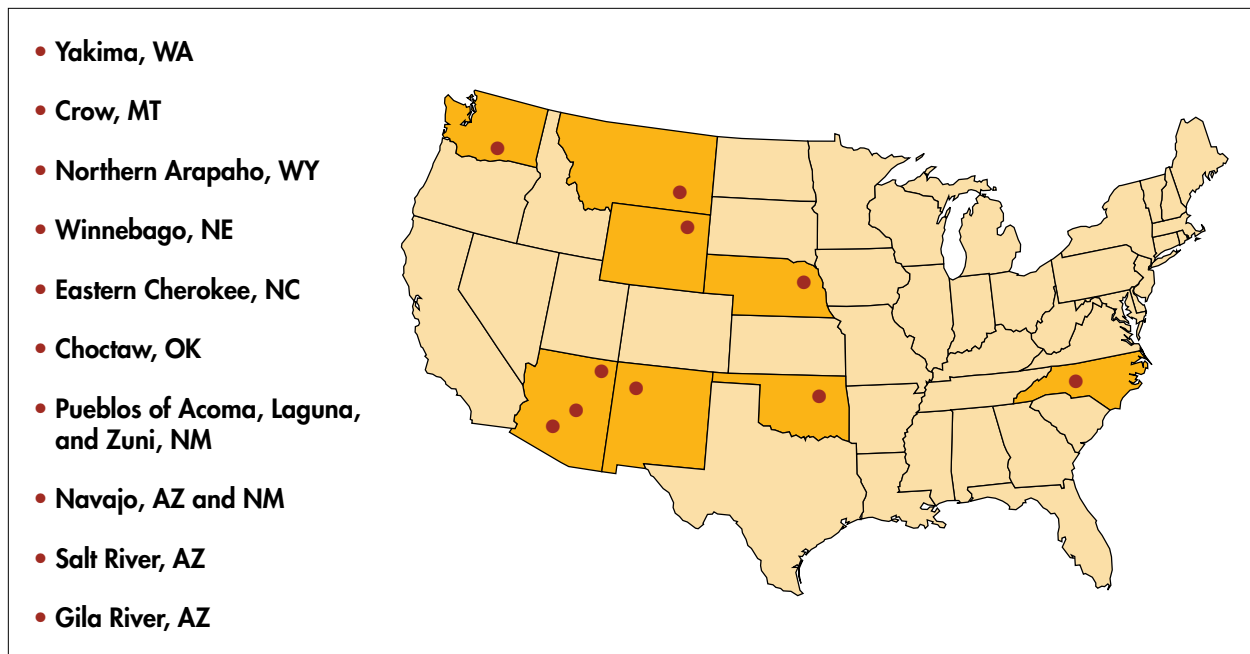 • Yakima, WA
• Crow, MT
• Northern Arapaho, WY
• Winnebago, NE
• Eastern Cherokee, NC
• Choctaw, OK
• Pueblos of Acoma, Laguna,
and Zuni, NM
• Navajo, AZ and NM
• Salt River, AZ
• Gila River, AZ